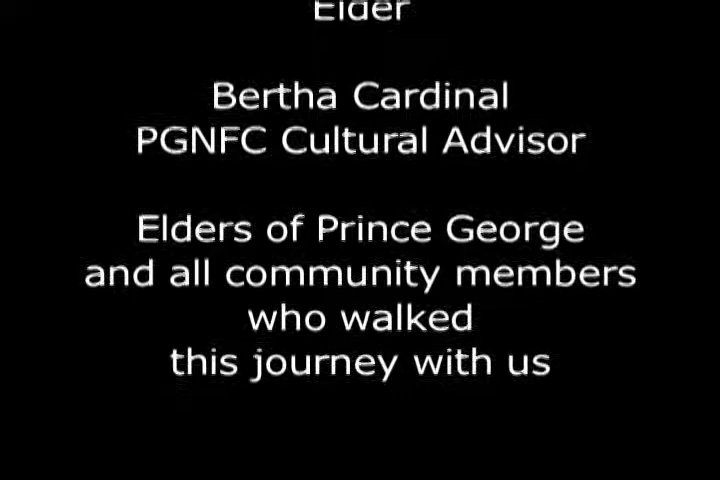 Elder
Bertha Cardinal
PGNFC Cultural Advisor
Elders of Prince George
and all community members
who walked
this journey with us